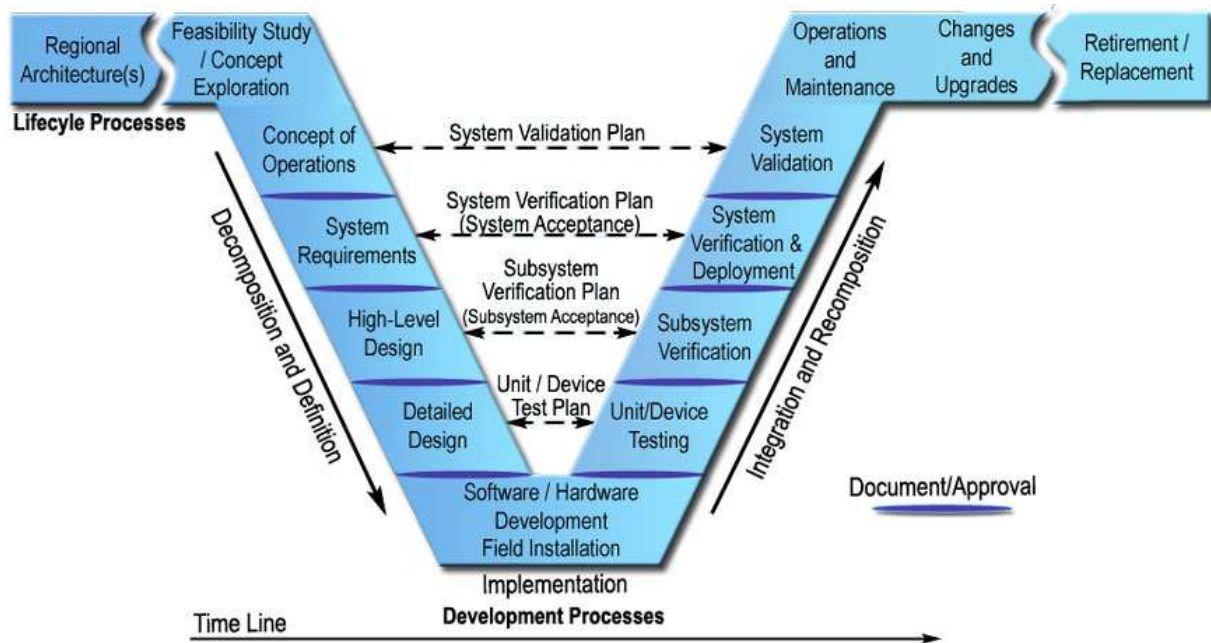 Regional
Architecture(s)
Feasibility Study
/ Concept
Exploration
Operations
and
Maintenance
Changes
and
Upgrades
Retirement /
Replacement
Lifecyle Processes
Concept of
Operations
System Validation Plan
System
Validation
System
Requirements
System Verification Plan
(System Acceptance)
System
Verification &
Deployment
High-Level
Design
Subsystem
Verification Plan
(Subsystem Acceptance)
Subsystem
Verification
Detailed
Design
Unit / Device
Test Plan
Unit/Device
Testing
Decomposition and Definition
Integration and Recomposition
Software / Hardware
Development
Field Installation
Document/Approval
Implementation
Development Processes
Time Line